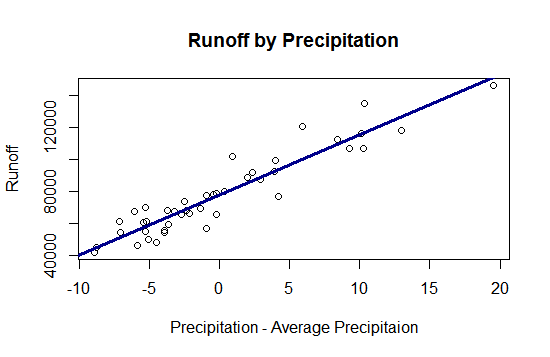 Runoff by Precipitation
Runoff
120000
80000
40000
-10 -5 0 5 10 15 20
Precipitation - Average Precipitaion